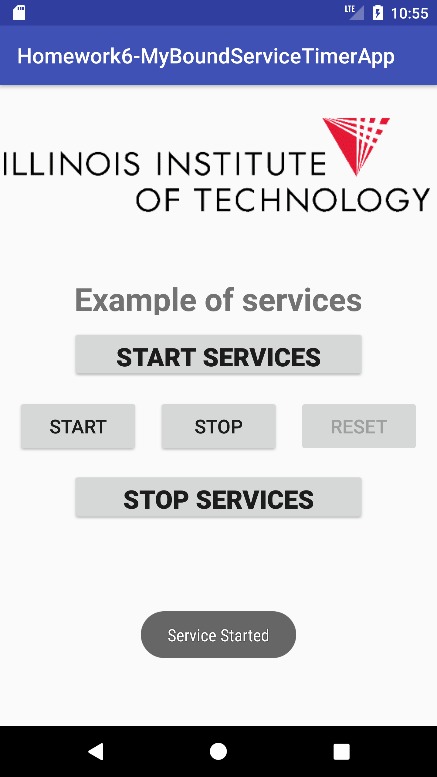 LTE 10:55
Homework6-MyBoundServiceTimerApp
ILLINOIS INSTITUTE
OF TECHNOLOGY
Example of services
START SERVICES
START STOP RESET
STOP SERVICES
Service Started